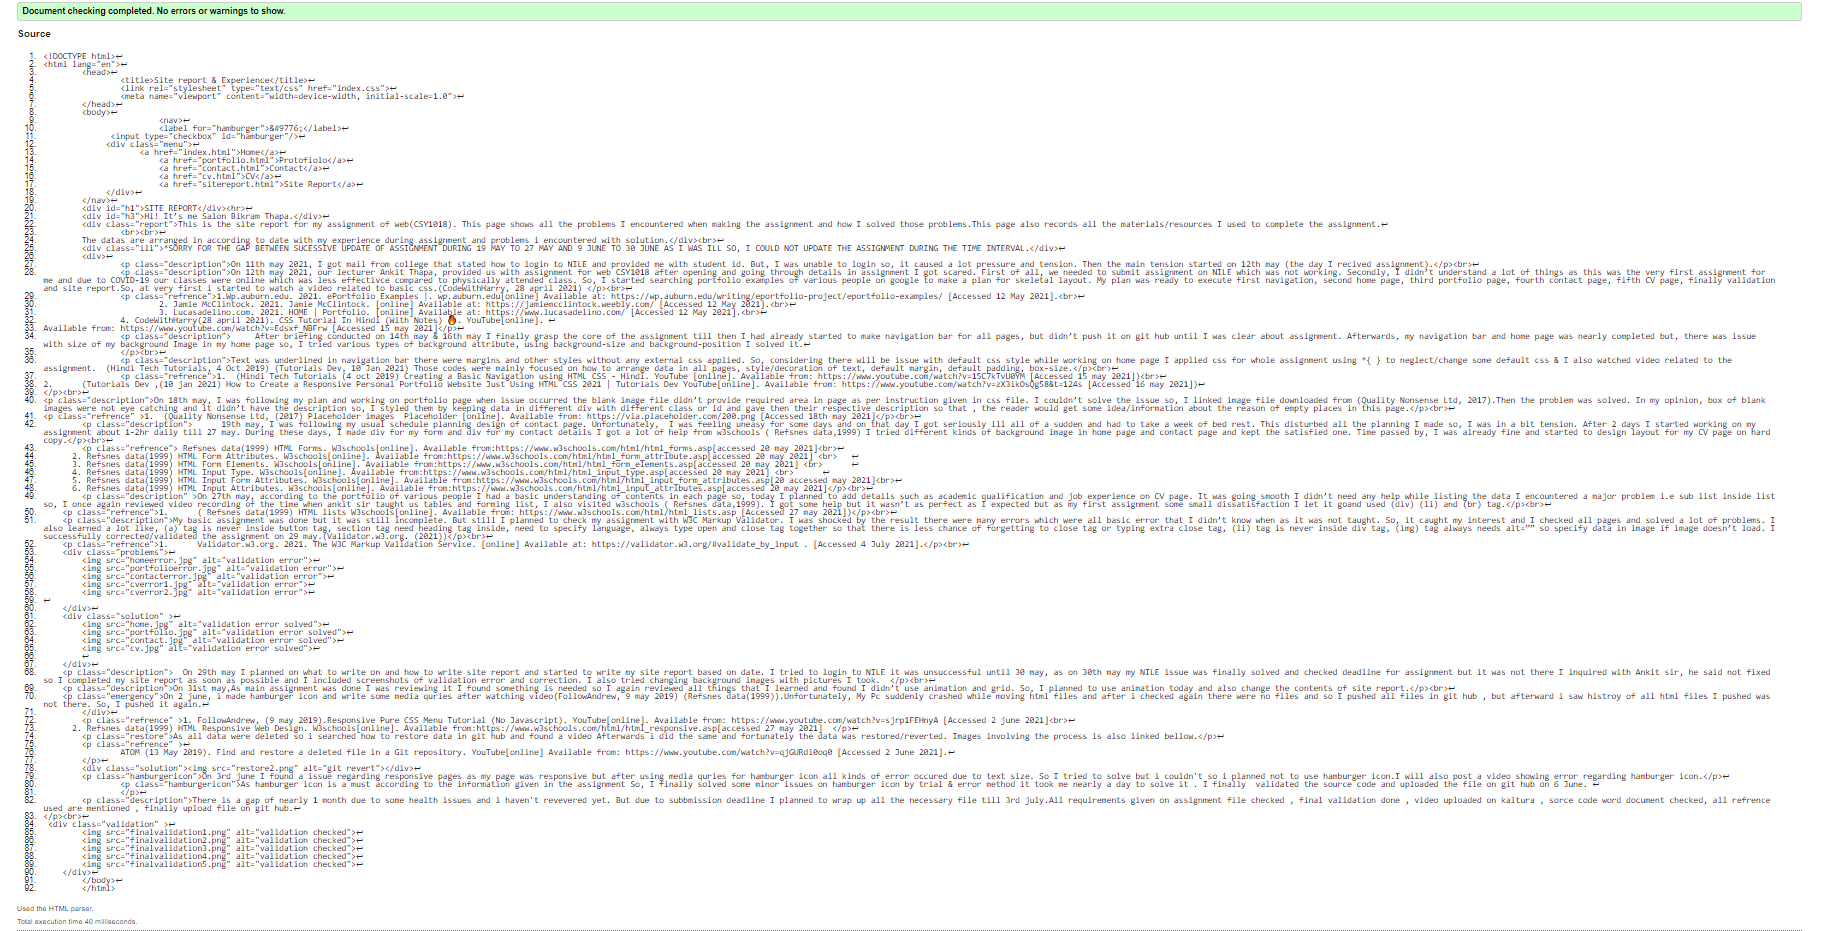 Document checking completed. No errors or warnings to show.
Source
1. <!DOCTYPE html>↩
2. <html lang="en">↩
3. <head>↩
4. <title>Site report & Experience</title>↩
5. <link rel="stylesheet" type="text/css" href="index.css">↩
6. <meta name="viewport" content="width=device-width, initial-scale=1.0">↩
7. </head>↩
8. <body>↩
9. <nav>↩
10. <label for="hamburger">&#9776;</label>↩
11. <input type="checkbox" id="hamburger"/>↩
12. <div class="menu">↩
13. <a href="index.html">Home</a>↩
14. <a href="portfolio.html">Protofiolo</a>↩
15. <a href="contact.html">Contact</a>↩
16. <a href="cv.html">CV</a>↩
17. <a href="sitereport.html">Site Report</a>↩
18. </div>↩
19. </nav>↩
20. <div id="h1">SITE REPORT</div><hr>↩
21. <div id="h3">Hi! It's me Salon Bikram Thapa.</div>↩
22. <div class="report">This is the site report for my assignment of web(CSY1018). This page shows all the problems I encountered when making the assignment and how I solved those problems.This page also records all the materials/resources I used to complete the assignment.↩
23. <br><br>↩
24. The datas are arranged in according to date with my experience during assignment and problems i encountered with solution.</div><br>↩
25. <div class="ill">*SORRY FOR THE GAP BETWEEN SUCESSIVE UPDATE OF ASSIGNMENT DURING 19 MAY TO 27 MAY AND 9 JUNE TO 30 JUNE AS I WAS ILL SO, I COULD NOT UPDATE THE ASSIGNMENT DURING THE TIME INTERVAL.</div>↩
26. <div>↩
27. <p class="description">On 11th may 2021, I got mail from college that stated how to login to NILE and provided me with student id. But, I was unable to login so, it caused a lot pressure and tension. Then the main tension started on 12th may (the day I recived assignment).</p><br>↩
28. <p class="description">On 12th may 2021, our lecturer Ankit Thapa, provided us with assignment for web CSY1018 after opening and going through details in assignment I got scared. First of all, we needed to submit assignment on NILE which was not working. Secondly, I didn't understand a lot of things as this was the very first assignment for
me and due to COVID-19 our classes were online which was less effectivce compared to physically attended class. So, I started searching portfolio examples of various people on google to make a plan for skeletal layout. My plan was ready to execute first navigation, second home page, third portfolio page, fourth contact page, fifth CV page, finally validation
and site report.So, at very first i started to watch a video related to basic css.(CodeWithHarry, 28 april 2021) </p><br>↩
29. <p class="refrence">1.Wp.auburn.edu. 2021. ePortfolio Examples |. wp.auburn.edu[online] Available at: https://wp.auburn.edu/writing/eportfolio-project/eportfolio-examples/ [Accessed 12 May 2021].<br>↩
30. 2. Jamie McClintock. 2021. Jamie McClintock. [online] Available at: https://jamiemcclintock.weebly.com/ [Accessed 12 May 2021].<br>↩
31. 3. Lucasadelino.com. 2021. HOME | Portfolio. [online] Available at: https://www.lucasadelino.com/ [Accessed 12 May 2021].<br>↩
32. 4. CodeWithHarry(28 april 2021). CSS Tutorial In Hindi (With Notes) 🔥. YouTube[online]. ↩
33. Available from: https://www.youtube.com/watch?v=Edsxf_NBFrw [Accessed 15 may 2021]</p>↩
34. <p class="description"> After briefing conducted on 14th may & 16th may I finally grasp the core of the assignment till then I had already started to make navigation bar for all pages, but didn't push it on git hub until I was clear about assignment. Afterwards, my navigation bar and home page was nearly completed but, there was issue
with size of my background Image in my home page so, I tried various types of background attribute, using background-size and background-position I solved it.↩
35. </p><br>↩
36. <p class="description">Text was underlined in navigation bar there were margins and other styles without any external css applied. So, considering there will be issue with default css style while working on home page I applied css for whole assignment using *{ } to neglect/change some default css & I also watched video related to the
assignment. (Hindi Tech Tutorials, 4 Oct 2019) (Tutorials Dev, 10 Jan 2021) Those codes were mainly focused on how to arrange data in all pages, style/decoration of text, default margin, default padding, box-size.</p><br>↩
37. <p class="refrence">1. (Hindi Tech Tutorials (4 oct 2019) Creating a Basic Navigation using HTML CSS - Hindi. YouTube [online]. Available from: https://www.youtube.com/watch?v=15C7kTvU0YM [Accessed 15 may 2021])<br>↩
38. 2. (Tutorials Dev ,(10 jan 2021) How to Create a Responsive Personal Portfolio Website Just Using HTML CSS 2021 | Tutorials Dev YouTube[online]. Available from: https://www.youtube.com/watch?v=zX3ikOsQg58&t=124s [Accessed 16 may 2021])↩
39. </p><br>↩
40. <p class="description">On 18th may, I was following my plan and working on portfolio page when issue occurred the blank image file didn't provide required area in page as per instruction given in css file. I couldn't solve the issue so, I linked image file downloaded from (Quality Nonsense Ltd, 2017).Then the problem was solved. In my opinion, box of blank
images were not eye catching and it didn't have the description so, I styled them by keeping data in different div with different class or id and gave then their respective description so that , the reader would get some idea/information about the reason of empty places in this page.</p><br>↩
41. <p class="refrence" >1. (Quality Nonsense Ltd, (2017) Placeholder images Placeholder [online]. Available from: https://via.placeholder.com/200.png [Accessed 18th may 2021]</p><br>↩
42. <p class="description"> 19th may, I was following my usual schedule planning design of contact page. Unfortunately, I was feeling uneasy for some days and on that day I got seriously ill all of a sudden and had to take a week of bed rest. This disturbed all the planning I made so, I was in a bit tension. After 2 days I started working on my
assignment about 1-2hr daily till 27 may. During these days, I made div for my form and div for my contact details I got a lot of help from w3schools ( Refsnes data,1999) I tried different kinds of background image in home page and contact page and kept the satisfied one. Time passed by, I was already fine and started to design layout for my CV page on hard
copy.</p><br>↩
43. <p class="refrence"> Refsnes data(1999) HTML Forms. W3schools[online]. Available from:https://www.w3schools.com/html/html_forms.asp[accessed 20 may 2021]<br>↩
44. 2. Refsnes data(1999) HTML Form Attributes. W3schools[online]. Available from:https://www.w3schools.com/html/html_form_attribute.asp[accessed 20 may 2021] <br> ↩
45. 3. Refsnes data(1999) HTML Form Elements. W3schools[online]. Available from:https://www.w3schools.com/html/html_form_elements.asp[accessed 20 may 2021] <br> ↩
46. 4. Refsnes data(1999) HTML Input Type. W3schools[online]. Available from:https://www.w3schools.com/html/html_input_type.asp[accessed 20 may 2021] <br> ↩
47. 5. Refsnes data(1999) HTML Input Form Attributes. W3schools[online]. Available from:https://www.w3schools.com/html/html_input_form_attributes.asp[20 accessed may 2021]<br>↩
48. 6. Refsnes data(1999) HTML Input Attributes. W3schools[online]. Available from:https://www.w3schools.com/html/html_input_attributes.asp[accessed 20 may 2021]</p>↩
49. <p class="description" >On 27th may, according to the portfolio of various people I had a basic understanding of contents in each page so, today I planned to add details such as academic qualification and job experience on CV page. It was going smooth I didn't need any help while listing the data I encountered a major problem i.e sub list inside list
so, I once again reviewed video recording of the time when ankit sir taught us tables and forming list, I also visited w3schools ( Refsnes data,1999). I got some help but it wasn't as perfect as I expected but as my first assignment some small dissatisfaction I let it goand used (div) (li) and (br) tag.</p><br>↩
50. <p class="refrence">1. ( Refsnes data(1999) HTML lists W3schools[online]. Availabh from: https://www.w3schools.com/html/html_lists.asp [Accessed 27 may 2021])</p><br>↩
51. <p class="description">My basic assignment was done but it was still incomplete. But still I planned to check my assignment with W3C Markup Validator. I was shocked by the result there were many errors which were all basic error that I didn't know when as it was not taught. So, it caught my interest and I checked all pages and solved a lot of problems. I
also learned a lot like, (a) tag is never inside button tag, section tag need heading tag inside, need to specify language, always type open and close tag together so that there is less chance of forgetting to close tag or typing extra close tag, (li) tag is never inside div tag, (img) tag always needs alt="" so specify data in image if image doesn't load. I
successfully corrected/validated the assignment on 29 may.(Validator.w3.org. (2021))</p><br>↩
52. <p class="refrence">1. Validator.w3.org. 2021. The W3C Markup Validation Service. [online] Available at: https://validator.w3.org/#validate_by_input . [Accessed 4 July 2021].</p><br>↩
53. <div class="problems">↩
54. <img src="homeerror.jpg" alt="validation error">↩
55. <img src="portfolioerror.jpg" alt="validation error">↩
56. <img src="contacterror.jpg" alt="validation error">↩
57. <img src="cverror1.jpg" alt="validation error">↩
58. <img src="cverror2.jpg" alt="validation error">↩
59. ↩
60. </div>↩
61. <div class="solution" >↩
62. <img src="home.jpg" alt="validation error solved">↩
63. <img src="portfolio.jpg" alt="validation error solved">↩
64. <img src="contact.jpg" alt="validation error solved">↩
65. <img src="cv.jpg" alt="validation error solved">↩
66. ↩
67. </div>↩
68. <p class="description"> On 29th may I planned on what to write on and how to write site report and started to write my site report based on date. I tried to login to NILE it was unsuccessful until 30 may, as on 30th may my NILE issue was finally solved and checked deadline for assignment but it was not there I inquired with Ankit sir, he said not fixed
so I completed my site report as soon as possible and I included screenshots of validation error and correction. I also tried changing background images with pictures I took. </p><br>↩
69. <p class="description">On 31st may,As main assignment was done I was reviewing it I found something is needed so I again reviewed all things that I learned and found I didn't use animation and grid. So, I planned to use animation today and also change the contents of site report.</p><br>↩
70. <p class="emergency">On 2 june, i made hamburger icon and write some media quries after watching video(FollowAndrew, 9 may 2019) (Refsnes data(1999)).Unfortunately, My Pc suddenly crashed while moving html files and after i checked again there were no files and so I pushed all files in git hub , but afterward i saw histroy of all html files I pushed was
not there. So, I pushed it again.↩
71. </div>↩
72. <p class="refrence" >1. FollowAndrew, (9 may 2019).Responsive Pure CSS Menu Tutorial (No Javascript). YouTube[online]. Available from: https://www.youtube.com/watch?v=sjrp1FEHnyA [Accessed 2 june 2021]<br>↩
73. 2. Refsnes data(1999) HTML Responsive Web Design. W3schools[online]. Available from:https://www.w3schools.com/html/html_responsive.asp[accessed 27 may 2021] </p>↩
74. <p class="restore">As all data were deleted so i searched how to restore data in git hub and found a video Afterwards i did the same and fortunately the data was restored/reverted. Images involving the process is also linked bellow.</p>↩
75. <p class="refrence" >↩
76. ATOM (13 May 2019). Find and restore a deleted file in a Git repository. YouTube[online] Available from: https://www.youtube.com/watch?v=qjGURdi0oq0 [Accessed 2 June 2021].↩
77. </p>↩
78. <div class="solution"><img src="restore2.png" alt="git revert"></div>↩
79. <p class="hamburgericon">On 3rd june I found a issue regarding responsive pages as my page was responsive but after using media quries for hamburger icon all kinds of error occured due to text size. So I tried to solve but i couldn't so i planned not to use hamburger icon.I will also post a video showing error regarding hamburger icon.</p>↩
80. <p class="hamburgericon">As hamburger icon is a must according to the information given in the assignment So, I finally solved some minor issues on hamburger icon by trial & error method it took me nearly a day to solve it . I finally validated the source code and uploaded the file on git hub on 6 June. ↩
81. </p>↩
82. <p class="description">There is a gap of nearly 1 month due to some health issues and i haven't revevered yet. But due to subbmission deadline I planned to wrap up all the necessary file till 3rd july.All requirements given on assignment file checked , final validation done , video uploaded on kaltura , sorce code word document checked, all refrence
used are mentioned , finally upload file on git hub.↩
83. </p><br>↩
84. <div class="validation" >↩
85. <img src="finalvalidation1.png" alt="validation checked">↩
86. <img src="finalvalidation2.png" alt="validation checked">↩
87. <img src="finalvalidation3.png" alt="validation checked">↩
88. <img src="finalvalidation4.png" alt="validation checked">↩
89. <img src="finalvalidation5.png" alt="validation checked">↩
90. </div>↩
91. </body>↩
92. </html>
Used the HTML parser.
Total execution time 40 milliseconds.